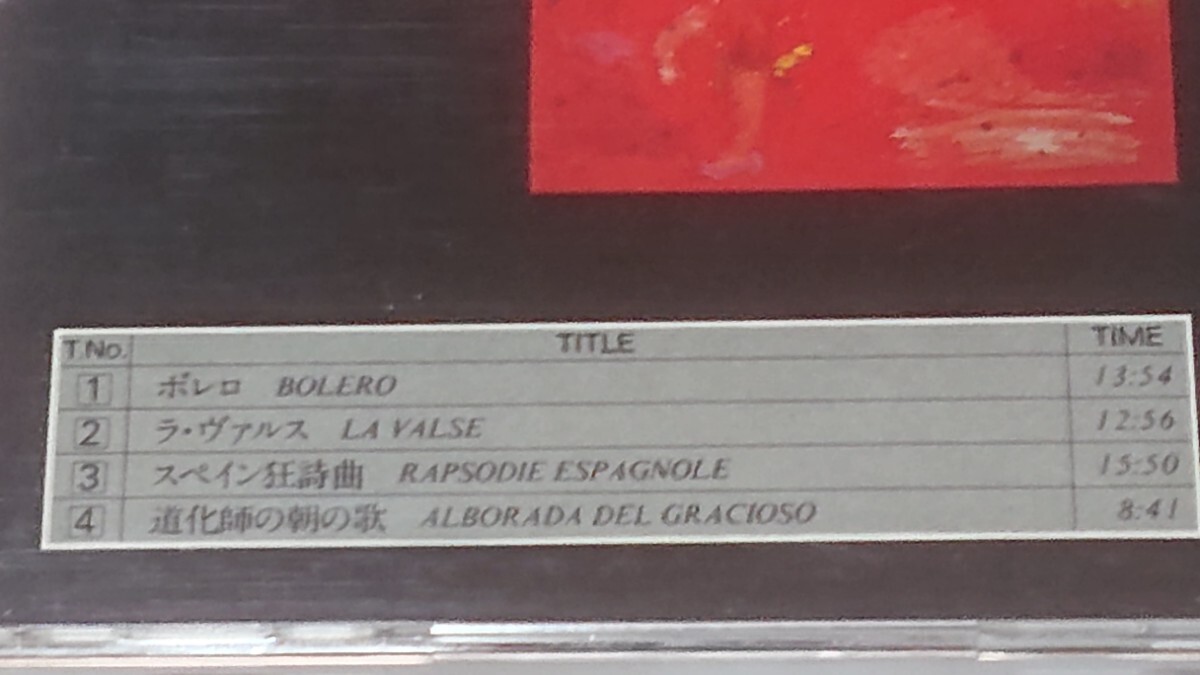 T.No. TITLE TIME
1 ボレロ BOLERO 13:54
2 ラ・ヴァルス LA VALSE 12:56
3 スペイン狂詩曲 RAPSODIE ESPAGNOLE 15:50
4 道化師の朝の歌 ALBORADA DEL GRACIOSO 8:41